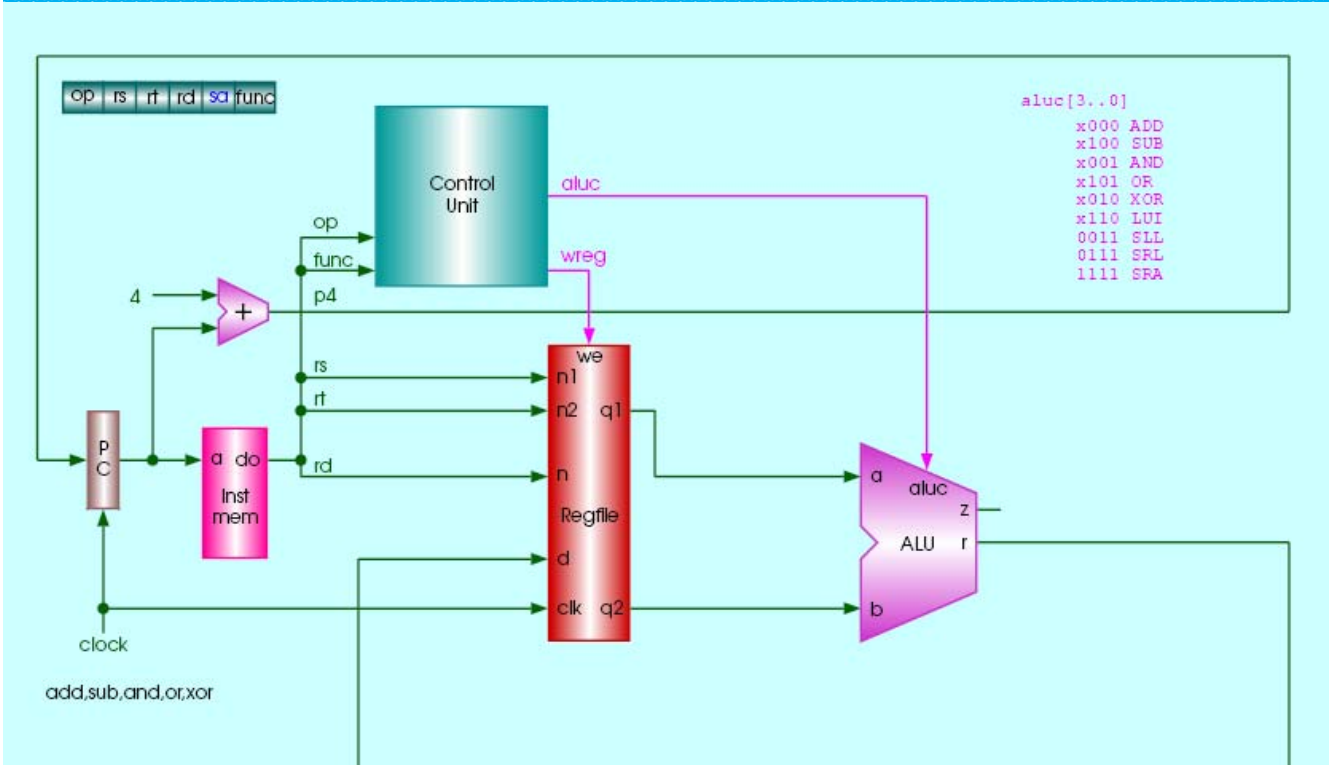 op rs rt rd sa func
aluc[3..0]
x000 ADD
x100 SUB
x001 AND
x101 OR
x010 XOR
x110 LUI
0011 SLL
0111 SRL
1111 SRA
Control
Unit
aluc
wreg
op
func
p4
4
+
rs
rt
rd
we
n1
n2 q1
n
Regfile
d
clk q2
P
C
a do
Inst
mem
a
aluc
z
ALU r
b
clock
add,sub,and,or,xor